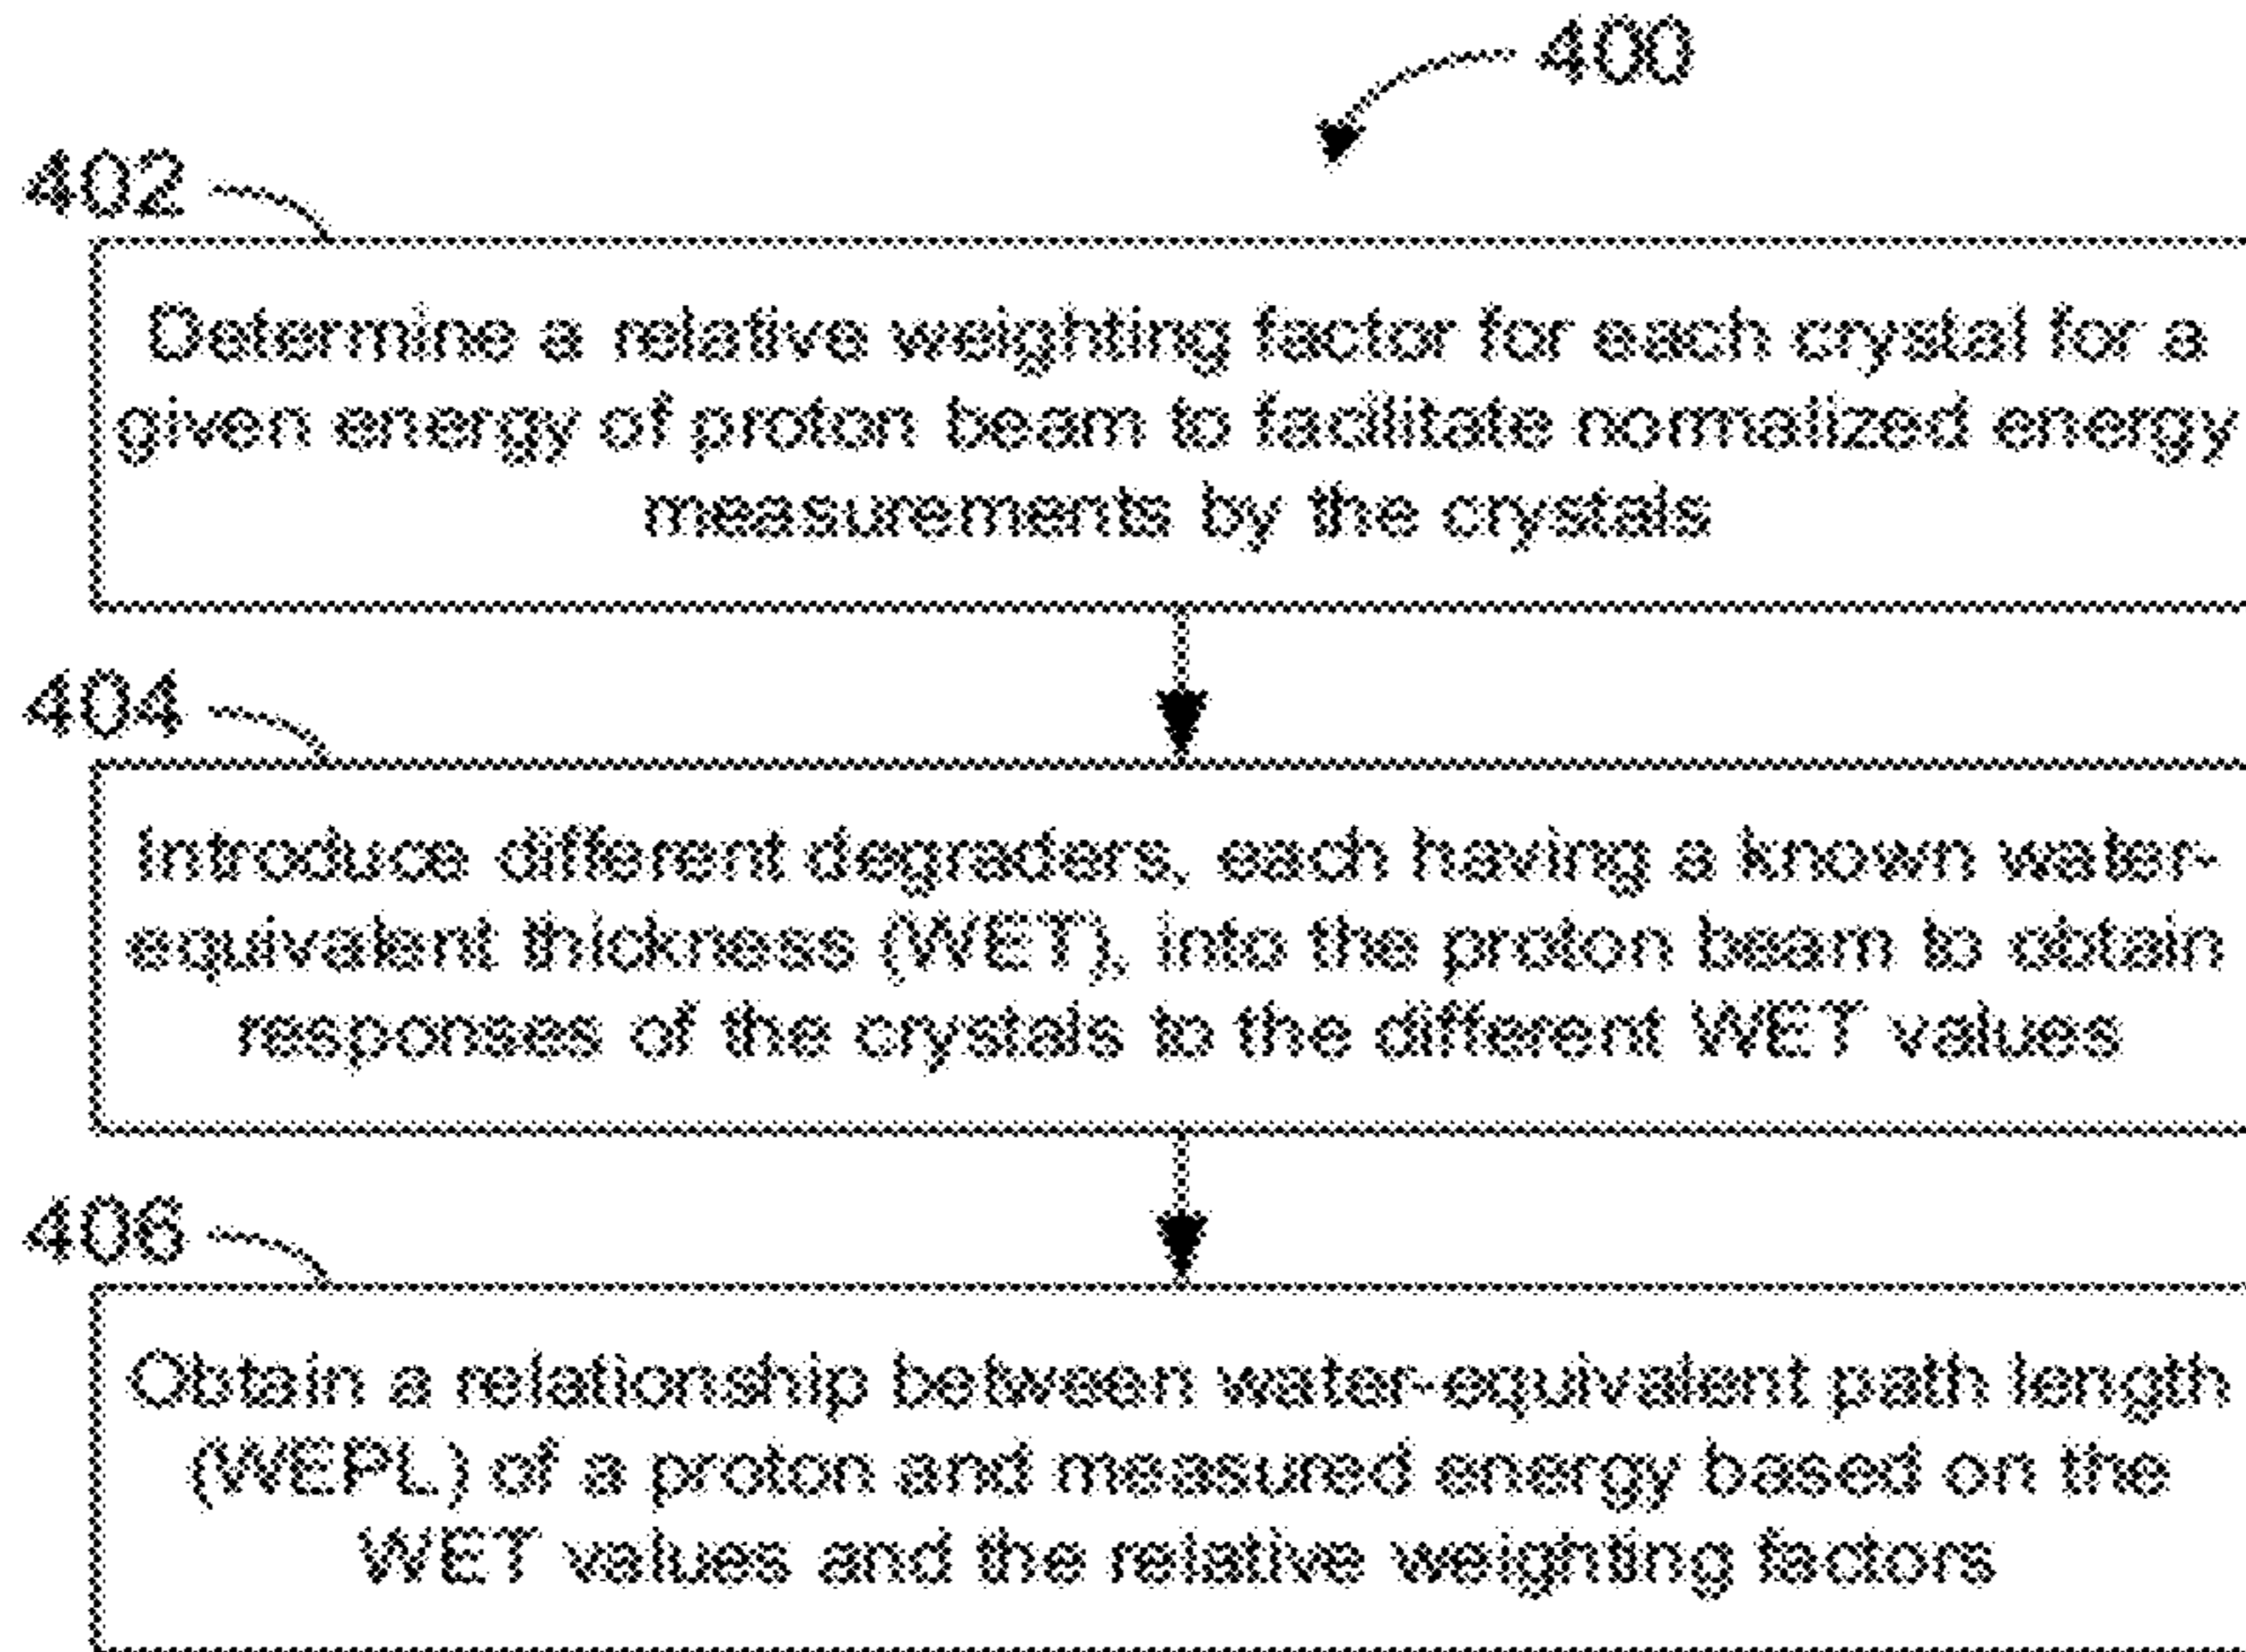 400
402
Determine a relative weighting factor for each crystal for a
given energy of proton beam to facilitate normalized energy
measurements by the crystals
404
Introduce different degraders, each having a known water-
equivalent thickness (WET), into the proton beam to obtain
responses of the crystals to the different WET values
406
Obtain a relationship between water-equivalent path length
(WEPL) of a proton and measured energy based on the
WET values and the relative weighting factors